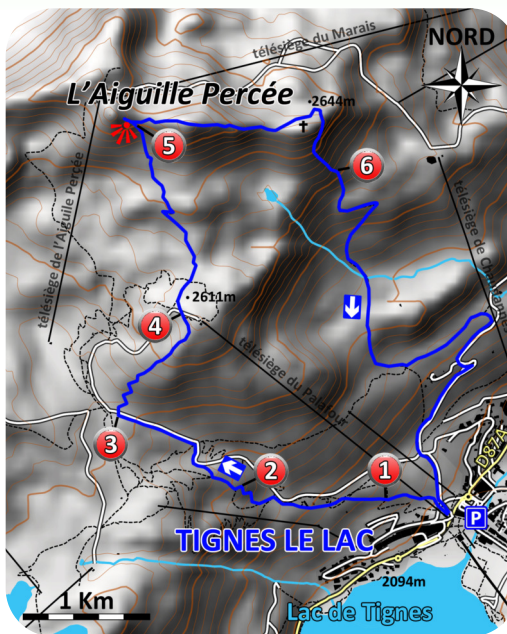 télésiège du Marais
NORD
L'Aiguille Percée
2644m
5
6
télésiège de l'Aiguille Percée
2611m
4
télésiège du Palafour
3
2
1
D87A
P
TIGNES LE LAC
2094m
1 Km
Lac de Tignes